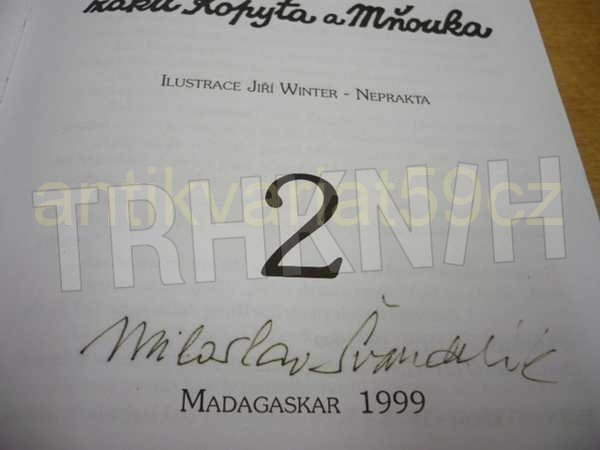 žáků Kopyta a Mňouka
ILUSTRACE JIŘÍ WINTER - NEPRAKTA
antikvariat59cz
TRHKNIH
2
Miloslav Švandrlík
MADAGASKAR 1999